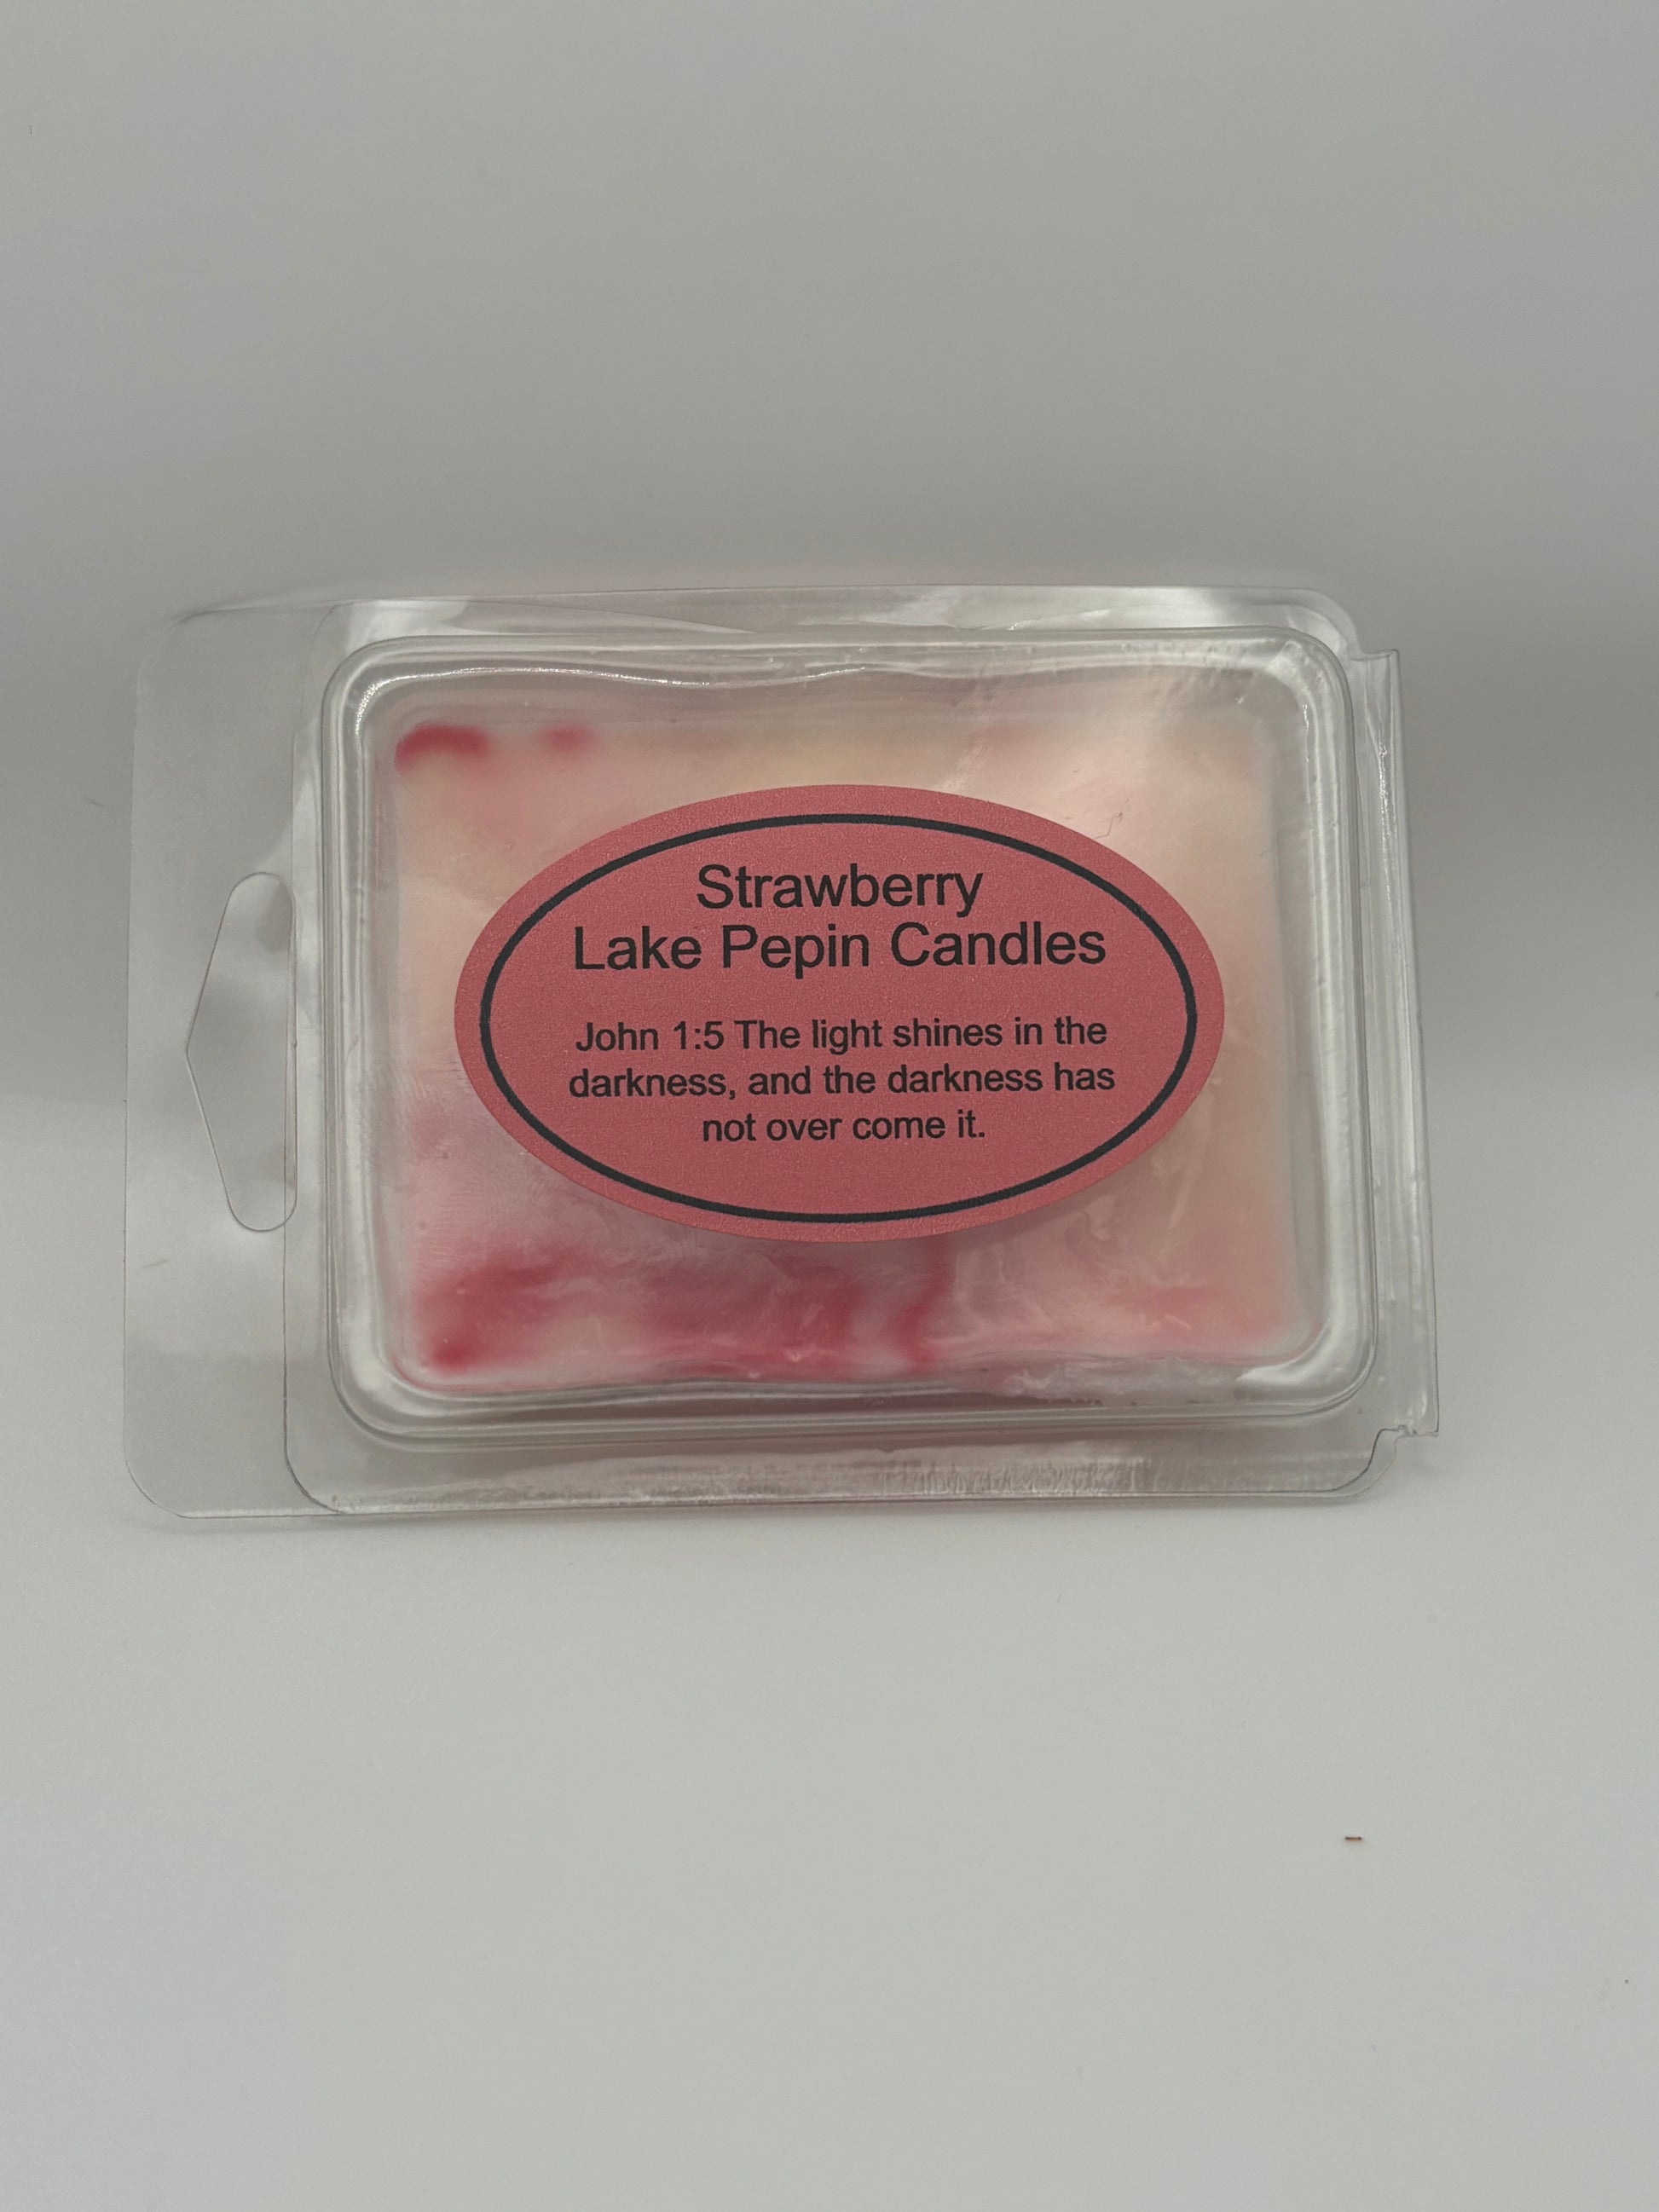 Strawberry
Lake Pepin Candles
John 1:5 The light shines in the
darkness, and the darkness has
not over come it.